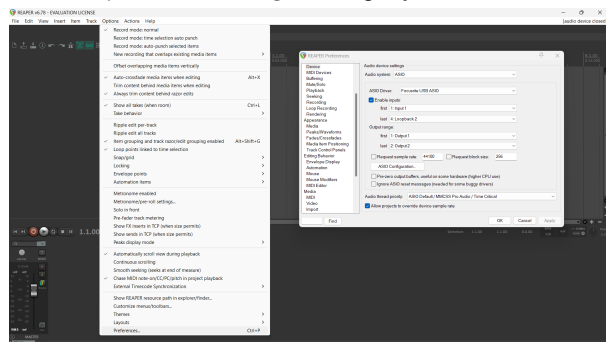 REAPER v6.78 - EVALUATION LICENSE
File Edit View Insert Item Track Options Actions Help
[audio device closed
Record mode: normal
Record mode: time selection auto punch
Record mode: auto-punch selected items
New recording that overlaps existing media items
Offset overlapping media items vertically
Auto-crossfade media items when editing Alt+X
Trim content behind media items when editing
Always trim content behind razor edits
Show all takes (when room) Ctrl+L
Take behavior
Ripple edit per-track
Ripple edit all tracks
Item grouping and track razor/edit grouping enabled Alt+Shift+G
Loop points linked to time selection
Snap/grid
Locking
Envelope points
Automation items
Metronome enabled
Metronome/pre-roll settings...
Solo in front
Pre-fader track metering
Show FX inserts in TCP (when size permits)
Show sends in TCP (when size permits)
Peaks display mode
Automatically scroll view during playback
Continuous scrolling
Smooth seeking (seeks at end of measure)
Chase MIDI note-on/CC/PC/pitch in project playback
External Timecode Synchronization
Show REAPER resource path in explorer/finder...
Customize menus/toolbars...
Themes
Layouts
Preferences... Ctrl+P
REAPER Preferences
Device
MIDI Devices
Buffering
Mute/Solo
Playback
Seeking
Recording
Loop Recording
Rendering
Appearance
Media
Peaks/Waveforms
Fades/Crossfades
Media Item Positioning
Track Control Panels
Editing Behavior
Envelope Display
Automation
Mouse
Mouse Modifiers
MIDI Editor
Media
MIDI
Video
Import
Find
Audio device settings
Audio system: ASIO
ASIO Driver: Focusrite USB ASIO
Enable inputs:
first 1: Input 1
last 4: Loopback 2
Output range:
first 1: Output 1
last 2: Output 2
Request sample rate: 44100 Request block size: 256
ASIO Configuration...
Pre-zero output buffers, useful on some hardware (higher CPU use)
Ignore ASIO reset messages (needed for some buggy drivers)
Audio thread priority: ASIO Default / MMCSS Pro Audio / Time Critical
Allow projects to override device sample rate
OK Cancel Apply
1.1.00
MASTER